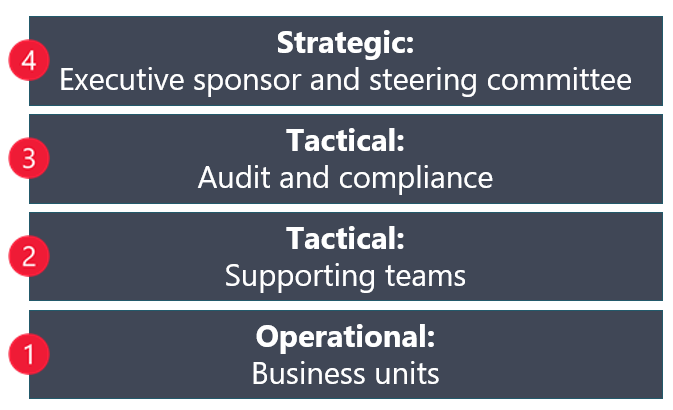 4
Strategic:
Executive sponsor and steering committee
3
Tactical:
Audit and compliance
2
Tactical:
Supporting teams
1
Operational:
Business units